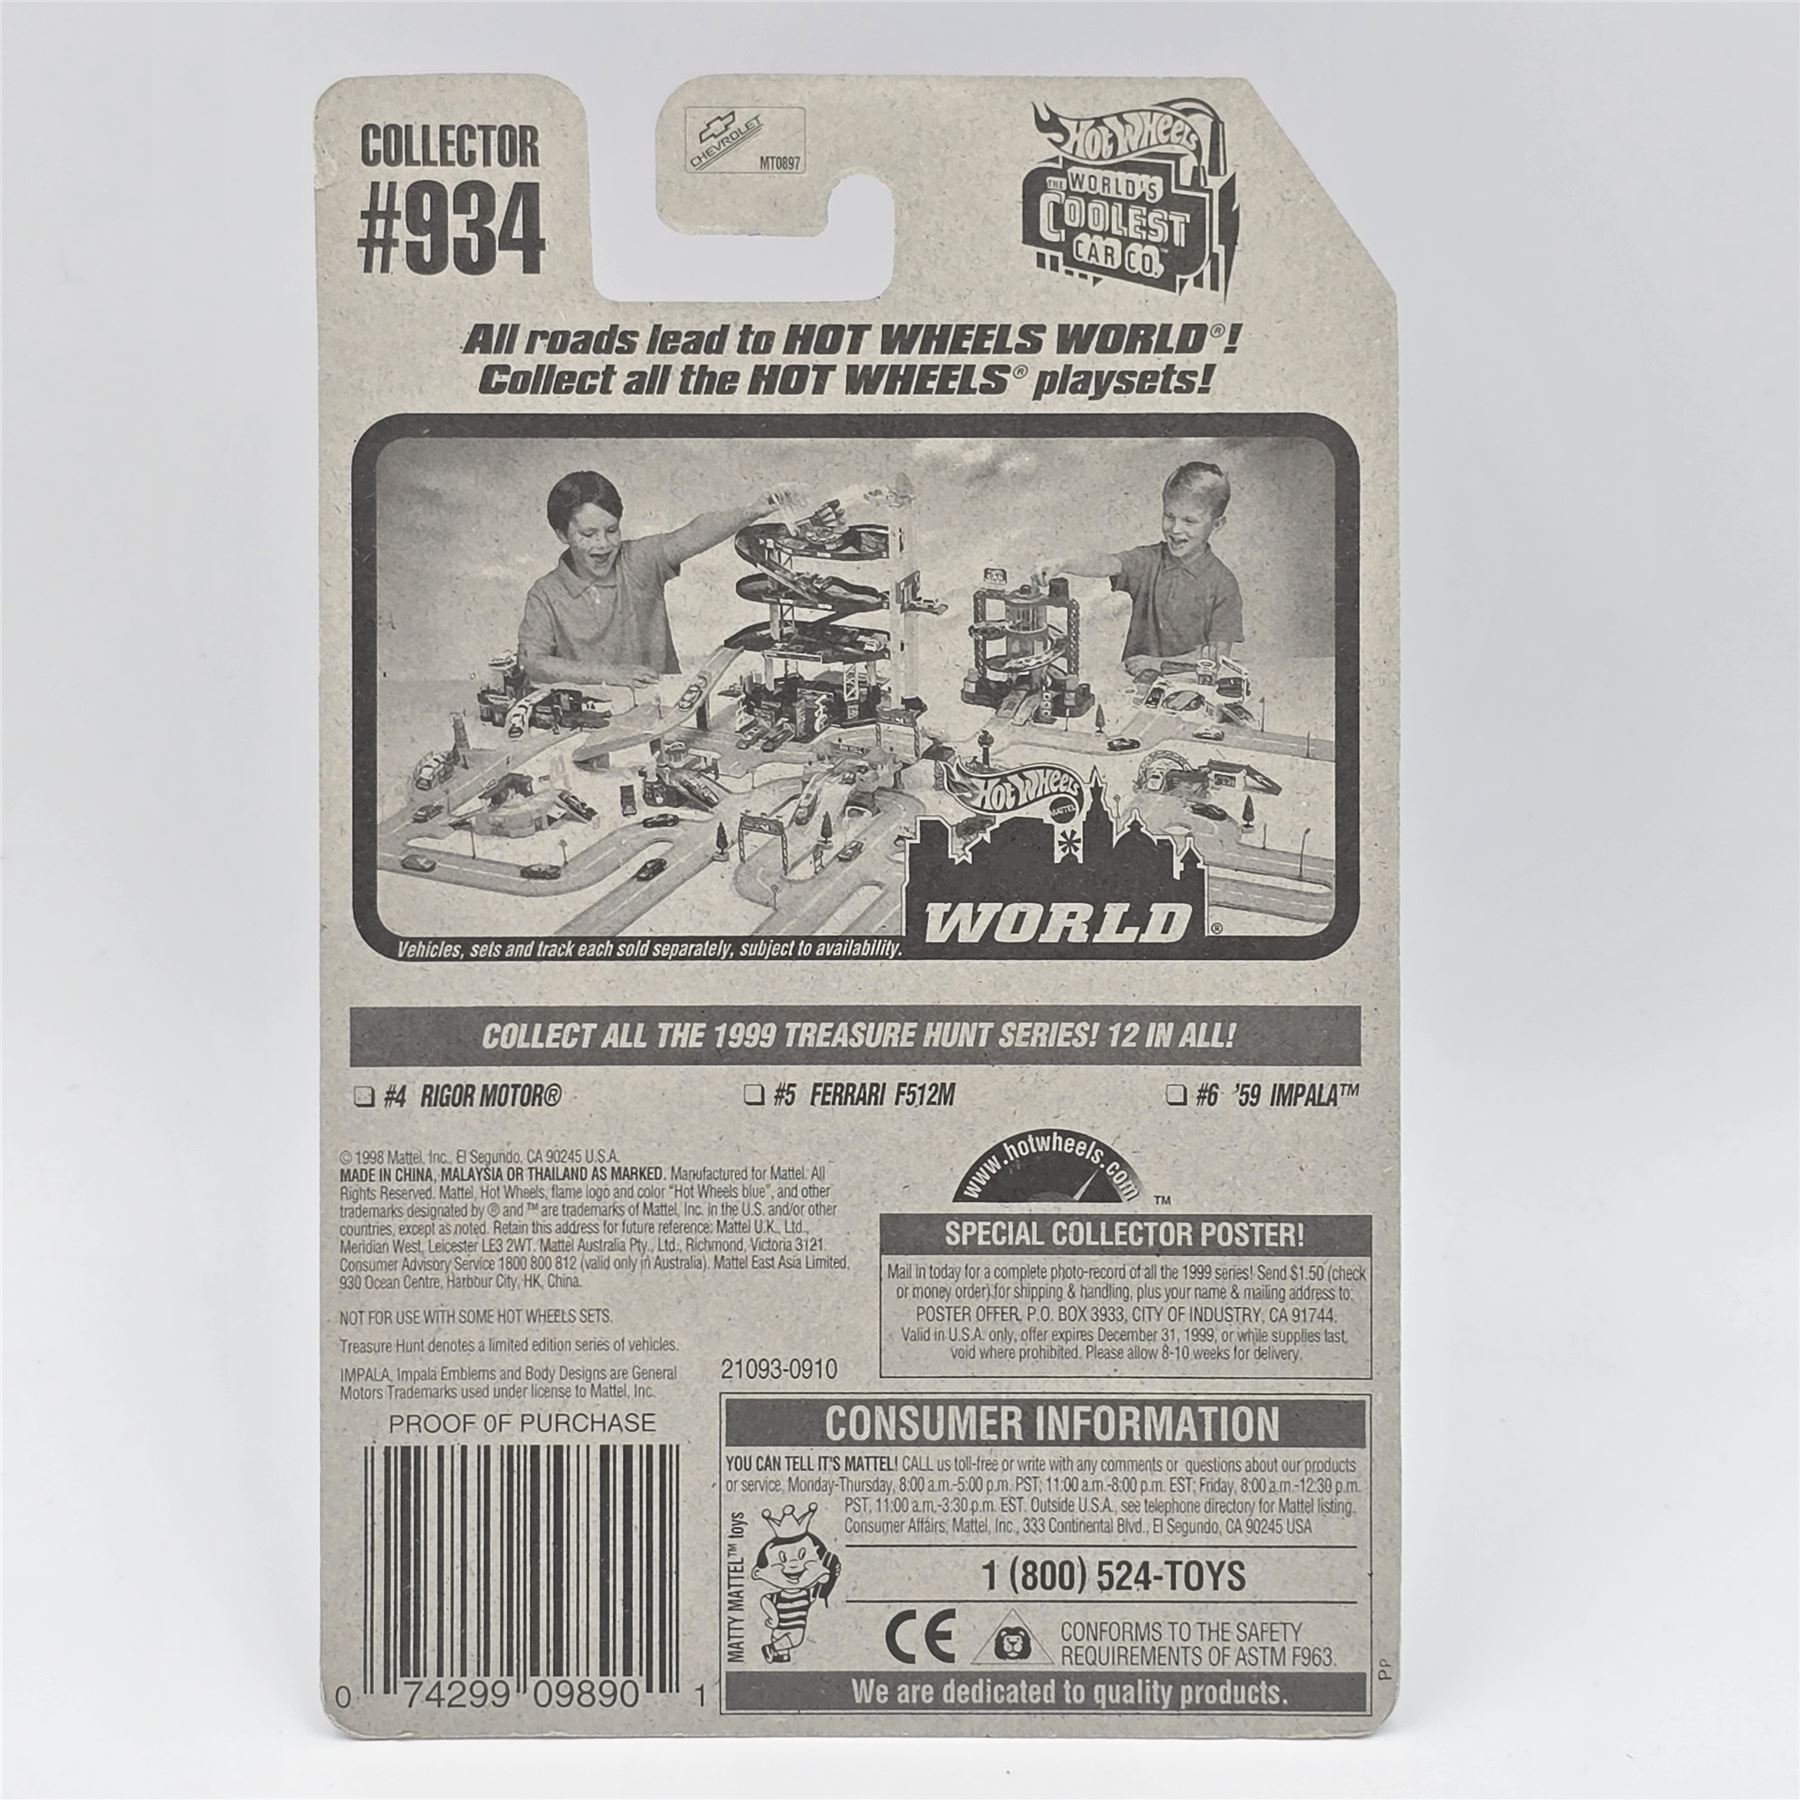 COLLECTOR
#934
CHEVROLET
MT0897
HOT WHEELS
THE WORLD'S
COOLEST
CAR CO.™
All roads lead to HOT WHEELS WORLD®!
Collect all the HOT WHEELS® playsets!
HOT WHEELS
MATTEL
WORLD®
Vehicles, sets and track each sold separately, subject to availability.
COLLECT ALL THE 1999 TREASURE HUNT SERIES! 12 IN ALL!
#4 RIGOR MOTOR®
#5 FERRARI F512M
#6 '59 IMPALA™
© 1998 Mattel, Inc., El Segundo, CA 90245 U.S.A.
MADE IN CHINA, MALAYSIA OR THAILAND AS MARKED. Manufactured for Mattel. All
Rights Reserved. Mattel, Hot Wheels, flame logo and color "Hot Wheels blue", and other
trademarks designated by ® and ™ are trademarks of Mattel, Inc. in the U.S. and/or other
countries, except as noted. Retain this address for future reference: Mattel U.K., Ltd.,
Meridian West, Leicester LE3 2WT. Mattel Australia Pty., Ltd., Richmond, Victoria 3121.
Consumer Advisory Service 1800 800 812 (valid only in Australia). Mattel East Asia Limited,
930 Ocean Centre, Harbour City, HK, China.
NOT FOR USE WITH SOME HOT WHEELS SETS.
Treasure Hunt denotes a limited edition series of vehicles.
IMPALA, Impala Emblems and Body Designs are General
Motors Trademarks used under license to Mattel, Inc.
21093-0910
www.hotwheels.com
™
SPECIAL COLLECTOR POSTER!
Mail in today for a complete photo-record of all the 1999 series! Send $1.50 (check
or money order) for shipping & handling, plus your name & mailing address to:
POSTER OFFER, P.O. BOX 3933, CITY OF INDUSTRY, CA 91744.
Valid in U.S.A. only, offer expires December 31, 1999, or while supplies last,
void where prohibited. Please allow 8-10 weeks for delivery.
PROOF OF PURCHASE
0 74299 09890 1
CONSUMER INFORMATION
YOU CAN TELL IT'S MATTEL! CALL us toll-free or write with any comments or questions about our products
or service, Monday-Thursday, 8:00 a.m.-5:00 p.m. PST; 11:00 a.m.-8:00 p.m. EST; Friday, 8:00 a.m.-12:30 p.m.
PST, 11:00 a.m.-3:30 p.m. EST. Outside U.S.A., see telephone directory for Mattel listing.
Consumer Affairs, Mattel, Inc., 333 Continental Blvd., El Segundo, CA 90245 USA
MATTY MATTEL™ toys
1 (800) 524-TOYS
CE
CONFORMS TO THE SAFETY
REQUIREMENTS OF ASTM F963.
We are dedicated to quality products.
PP